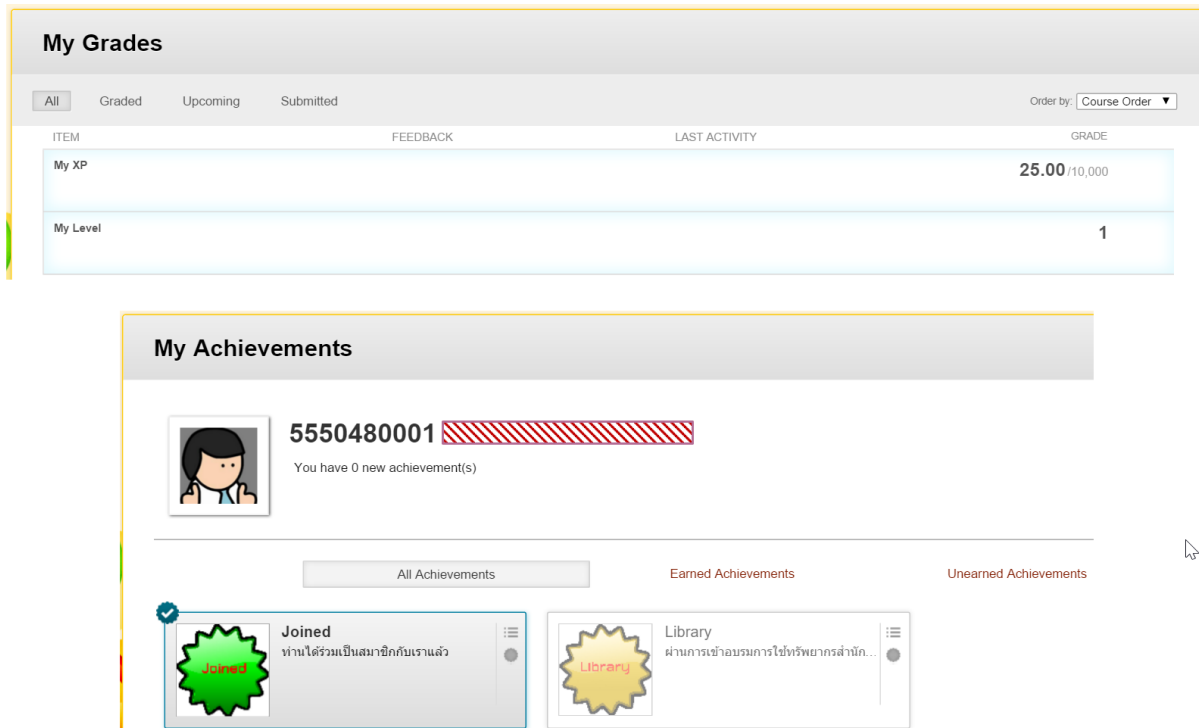 My Grades
All Graded Upcoming Submitted Order by: Course Order
ITEM FEEDBACK LAST ACTIVITY GRADE
My XP 25.00 /10,000
My Level 1
My Achievements
5550480001
You have 0 new achievement(s)
All Achievements Earned Achievements Unearned Achievements
Joined
ท่านได้ร่วมเป็นสมาชิกกับเราแล้ว
Joined
Library
ผ่านการเข้าอบรมการใช้ทรัพยากรสำนัก...
Library